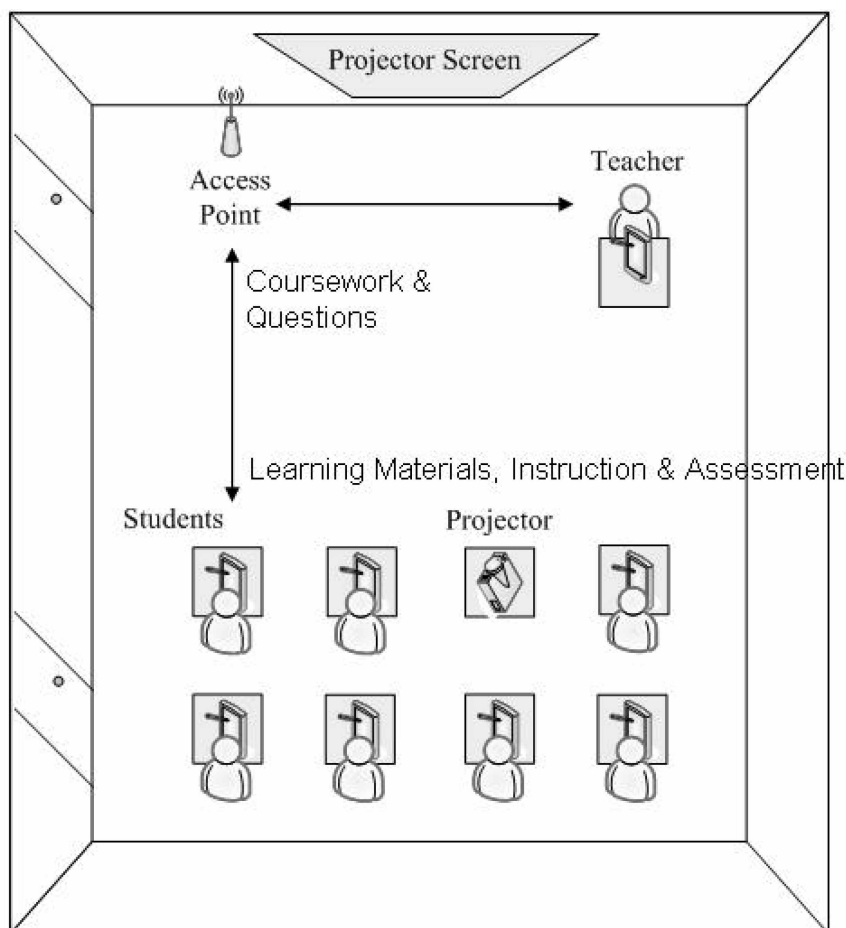 Projector Screen
Access
Point
Teacher
Coursework &
Questions
Learning Materials, Instruction & Assessment
Students
Projector